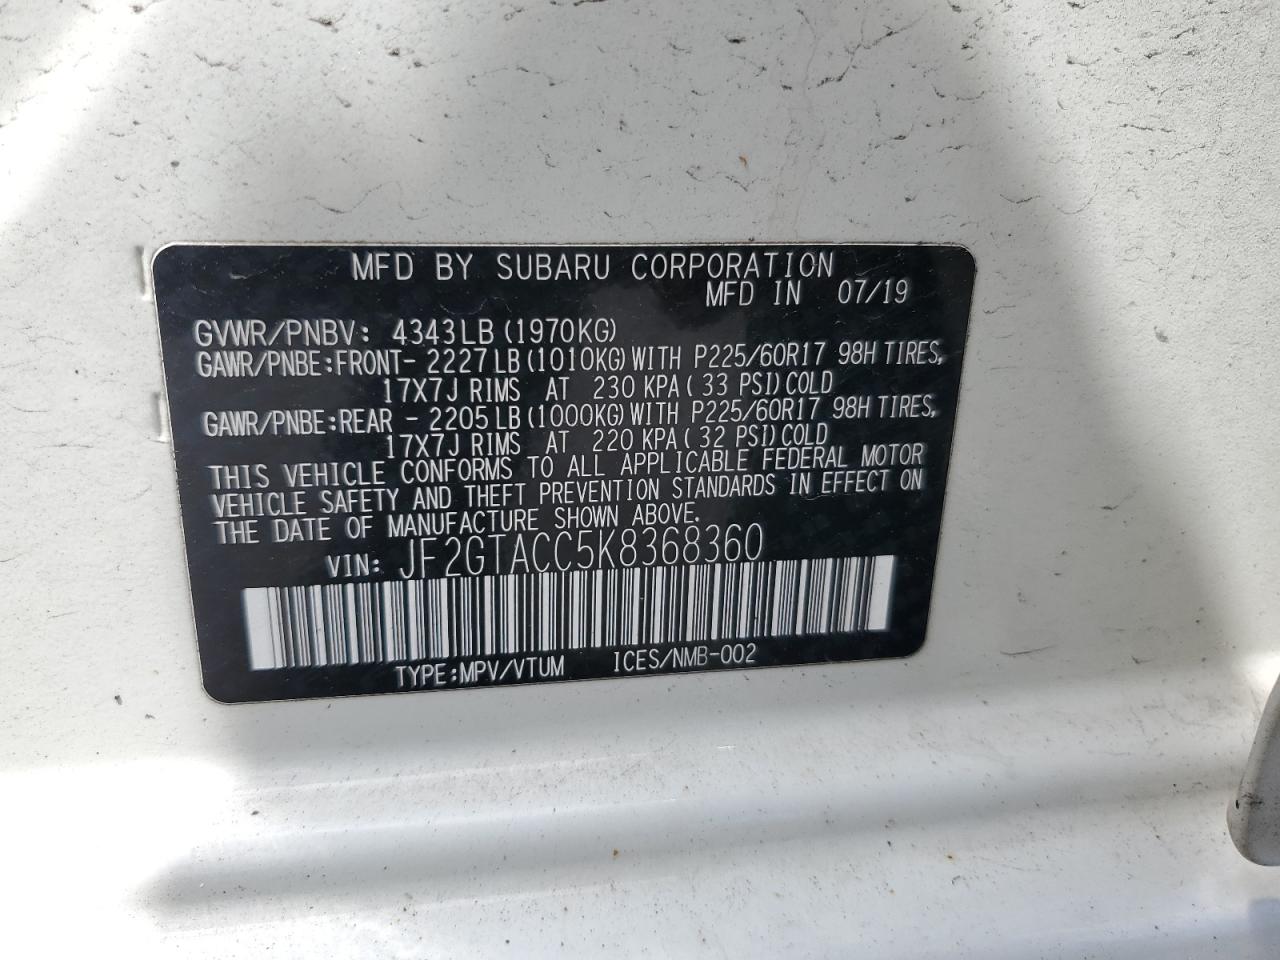 MFD BY SUBARU CORPORATION
MFD IN 07/19
GVWR/PNBV: 4343LB (1970KG)
GAWR/PNBE:FRONT- 2227LB (1010KG) WITH P225/60R17 98H TIRES,
17X7J RIMS AT 230 KPA( 33 PSI) COLD
GAWR/PNBE:REAR - 2205LB (1000KG) WITH P225/60R17 98H TIRES,
17X7J RIMS AT 220 KPA( 32 PSI) COLD
THIS VEHICLE CONFORMS TO ALL APPLICABLE FEDERAL MOTOR
VEHICLE SAFETY AND THEFT PREVENTION STANDARDS IN EFFECT ON
THE DATE OF MANUFACTURE SHOWN ABOVE.
VIN: JF2GTACC5K8368360
TYPE:MPV/VTUM ICES/NMB-002